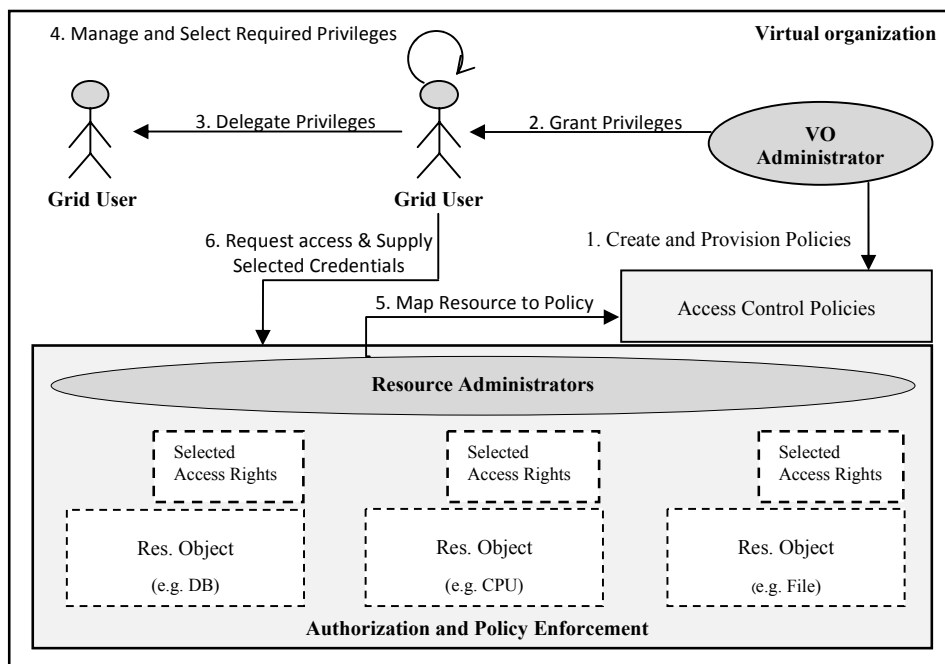 4. Manage and Select Required Privileges
Virtual organization
3. Delegate Privileges
2. Grant Privileges
VO
Administrator
Grid User
Grid User
6. Request access & Supply
Selected Credentials
1. Create and Provision Policies
5. Map Resource to Policy
Access Control Policies
Resource Administrators
Selected
Access Rights
Selected
Access Rights
Selected
Access Rights
Res. Object
(e.g. DB)
Res. Object
(e.g. CPU)
Res. Object
(e.g. File)
Authorization and Policy Enforcement